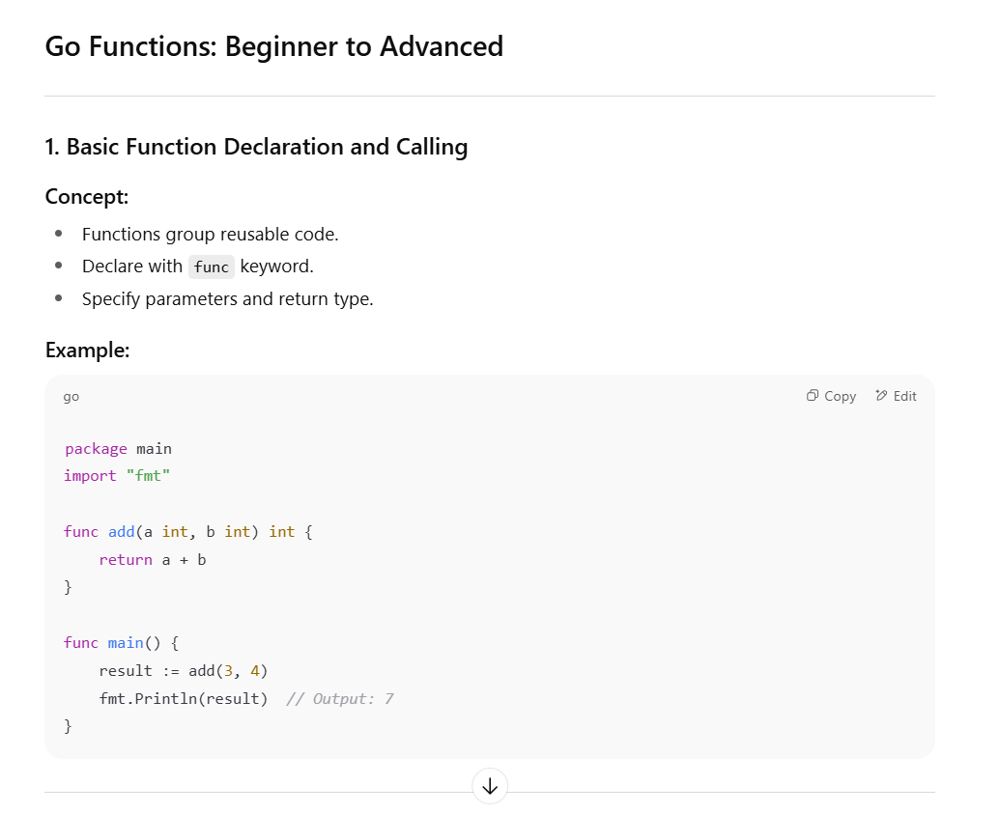 Go Functions: Beginner to Advanced
1. Basic Function Declaration and Calling
Concept:
Functions group reusable code.
Declare with func keyword.
Specify parameters and return type.
Example:
go Copy Edit
package main
import "fmt"
func add(a int, b int) int {
    return a + b
}
func main() {
    result := add(3, 4)
    fmt.Println(result)  // Output: 7
}